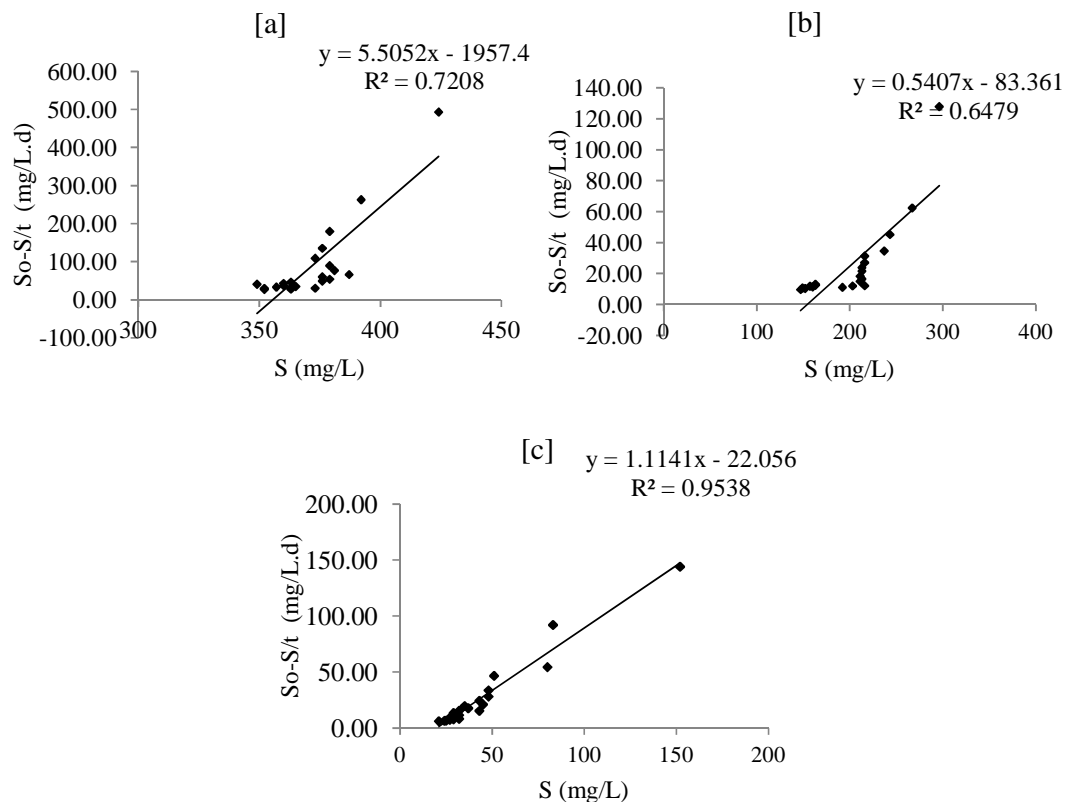 [a]
y = 5.5052x - 1957.4
R² = 0.7208
600.00
500.00
400.00
300.00
200.00
100.00
0.00
-100.00
So-S/t (mg/L.d)
300
350
400
450
S (mg/L)
[b]
y = 0.5407x - 83.361
R² = 0.6479
140.00
120.00
100.00
80.00
60.00
40.00
20.00
0.00
-20.00
So-S/t (mg/L.d)
0
100
200
300
400
S (mg/L)
[c]
y = 1.1141x - 22.056
R² = 0.9538
200.00
150.00
100.00
50.00
0.00
So-S/t (mg/L.d)
0
50
100
150
200
S (mg/L)